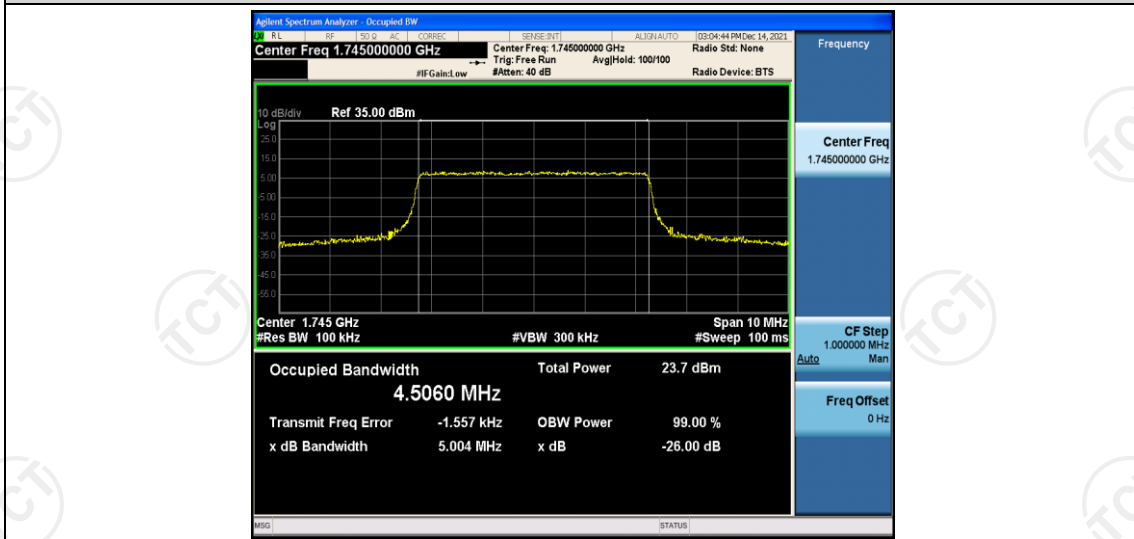 Agilent Spectrum Analyzer - Occupied BW
RL RF 50 Ω AC CORREC SENSE:INT ALIGNAUTO 03:04:44 PM Dec 14, 2021
Center Freq 1.745000000 GHz
Center Freq: 1.745000000 GHz
Radio Std: None
Trig: Free Run Avg|Hold: 100/100
#IFGain:Low
#Atten: 40 dB
Radio Device: BTS
10 dB/div Ref 35.00 dBm
Log
25.0
15.0
5.00
-5.00
-15.0
-25.0
-35.0
-45.0
-55.0
Center 1.745 GHz
Span 10 MHz
#Res BW 100 kHz
#VBW 300 kHz
#Sweep 100 ms
Occupied Bandwidth
Total Power 23.7 dBm
4.5060 MHz
Transmit Freq Error -1.557 kHz
OBW Power 99.00 %
x dB Bandwidth 5.004 MHz
x dB -26.00 dB
MSG
STATUS
Frequency
Center Freq
1.745000000 GHz
CF Step
1.000000 MHz
Auto Man
Freq Offset
0 Hz
TCT
TCT
TCT
TCT
TCT
TCT